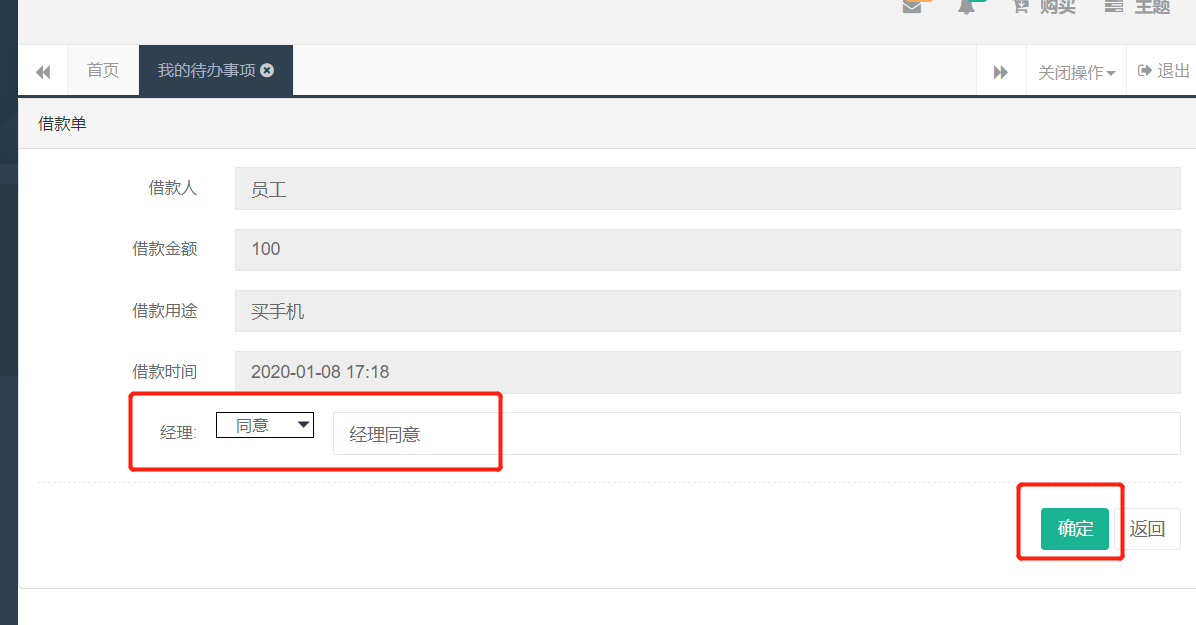 购买 主题
首页 我的待办事项 关闭操作 退出
借款单
借款人 员工
借款金额 100
借款用途 买手机
借款时间 2020-01-08 17:18
经理: 同意 经理同意
确定 返回